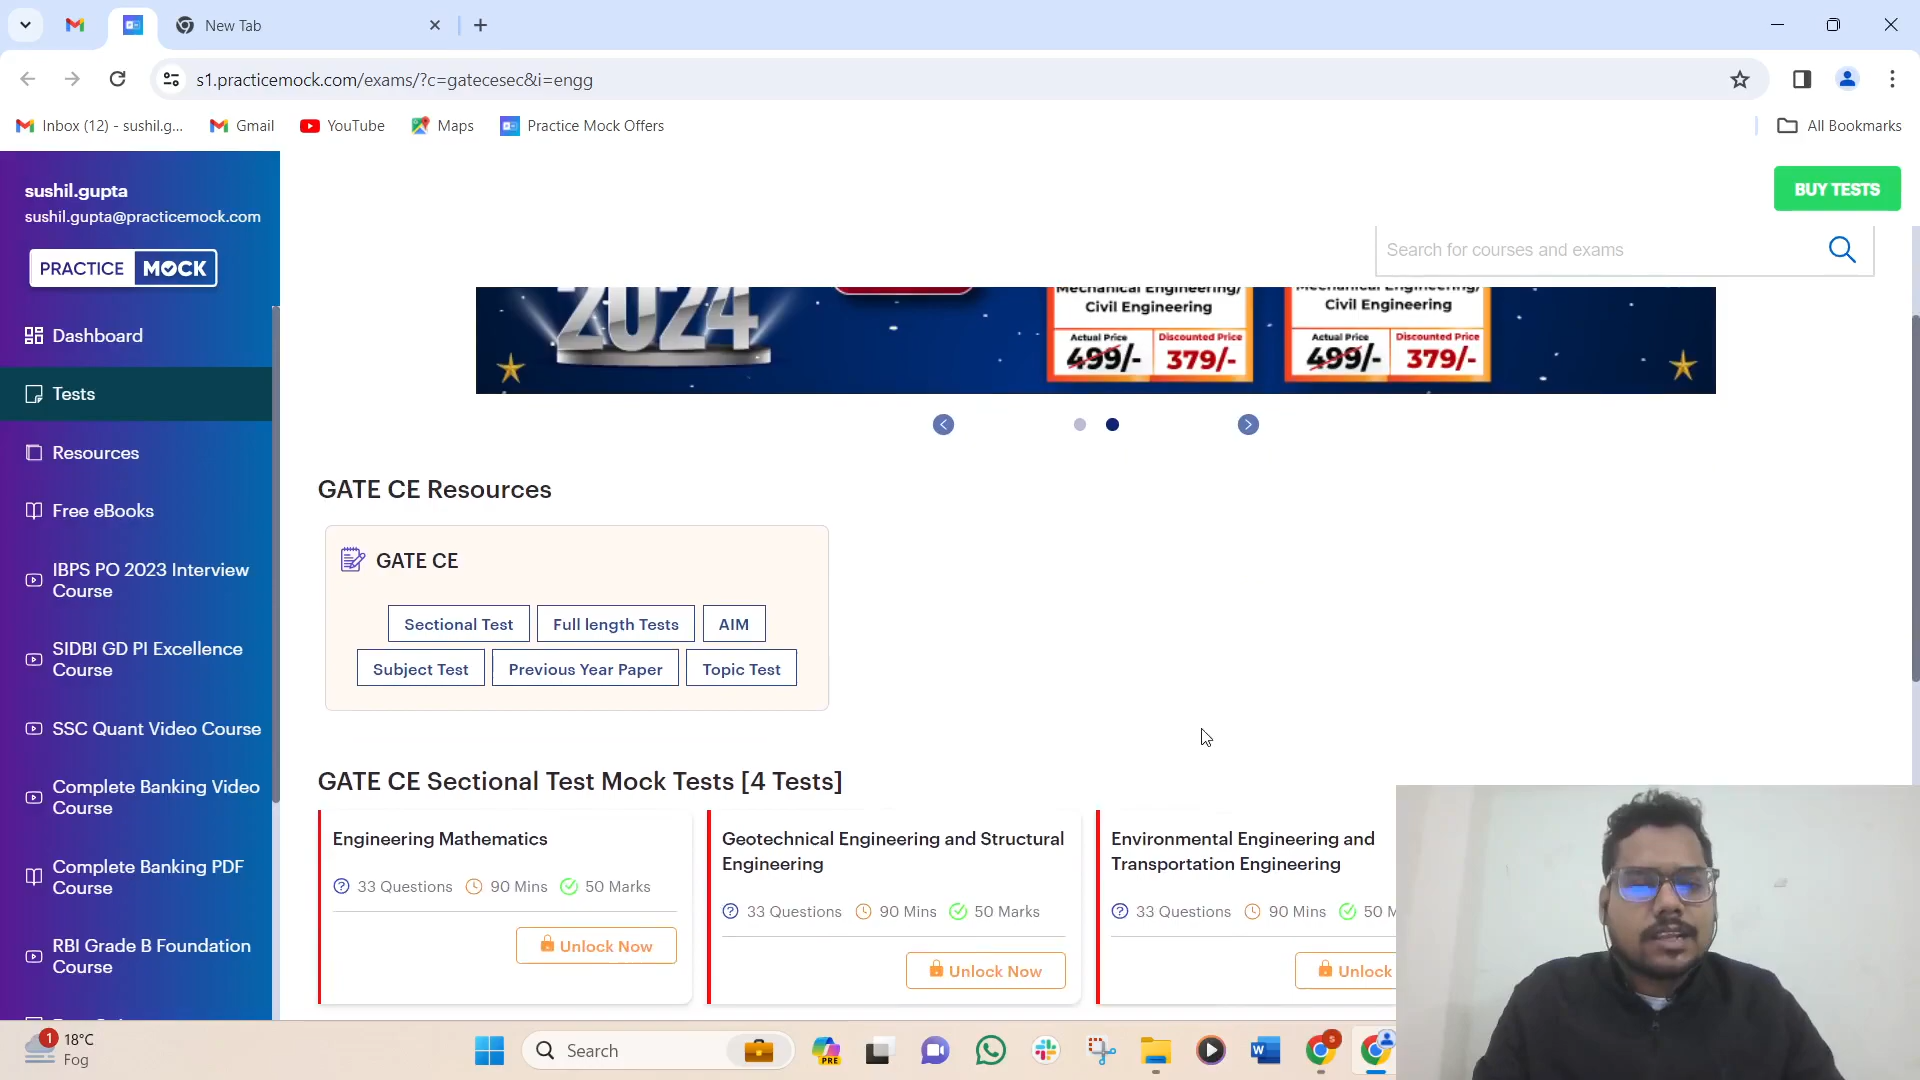 New Tab
s1.practicemock.com/exams/?c=gatecesec&i=engg
Inbox (12) - sushil.g...
Gmail
YouTube
Maps
Practice Mock Offers
All Bookmarks
sushil.gupta
sushil.gupta@practicemock.com
PRACTICE MOCK
BUY TESTS
Search for courses and exams
2024
Mechanical Engineering/
Civil Engineering
Actual Price
499/-
Discounted Price
379/-
Mechanical Engineering/
Civil Engineering
Actual Price
499/-
Discounted Price
379/-
Dashboard
Tests
Resources
Free eBooks
IBPS PO 2023 Interview
Course
SIDBI GD PI Excellence
Course
SSC Quant Video Course
Complete Banking Video
Course
Complete Banking PDF
Course
RBI Grade B Foundation
Course
GATE CE Resources
GATE CE
Sectional Test
Full length Tests
AIM
Subject Test
Previous Year Paper
Topic Test
GATE CE Sectional Test Mock Tests [4 Tests]
Engineering Mathematics
33 Questions
90 Mins
50 Marks
Unlock Now
Geotechnical Engineering and Structural
Engineering
33 Questions
90 Mins
50 Marks
Unlock Now
Environmental Engineering and
Transportation Engineering
33 Questions
90 Mins
50 M
Unlock
1
18°C
Fog
Search
PRE
W
S